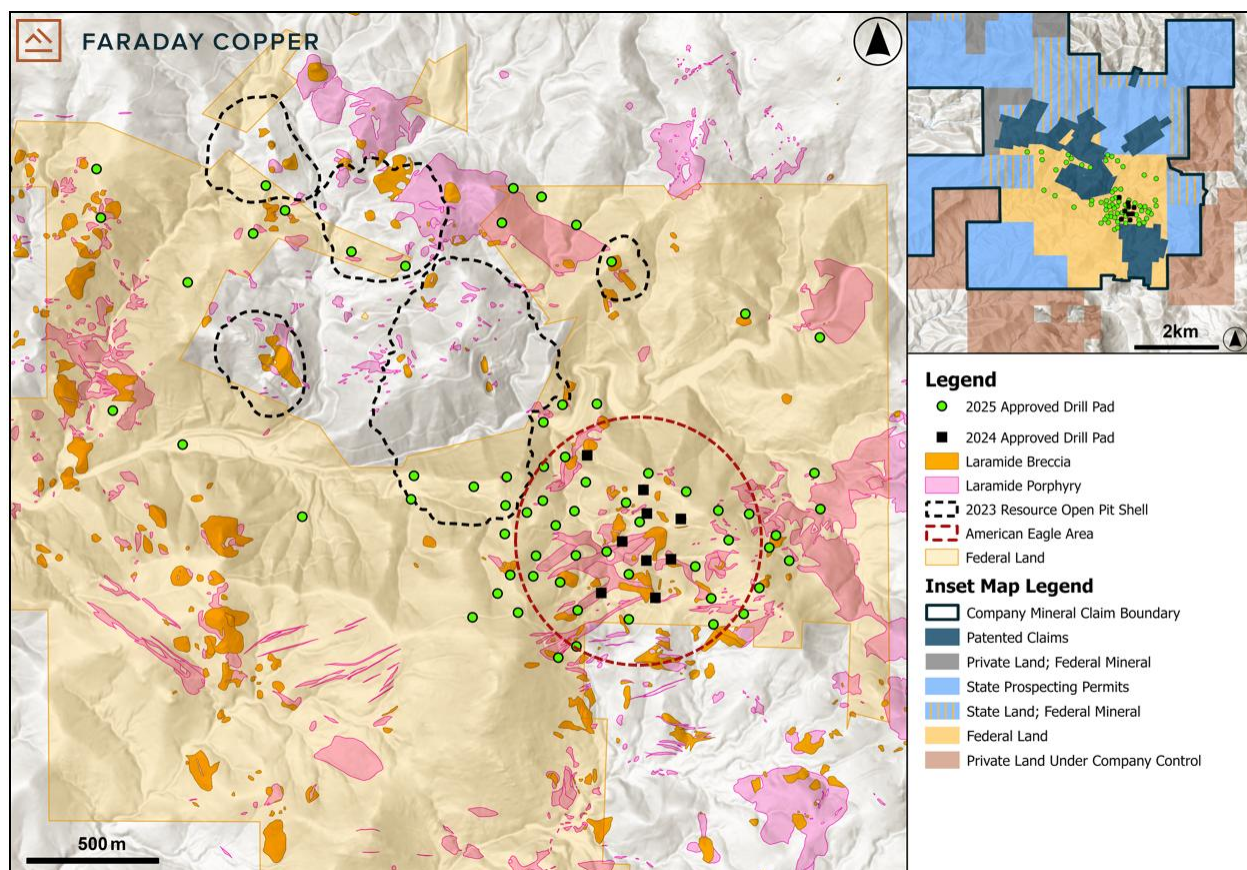 FARADAY COPPER
500 m
2km
Legend
2025 Approved Drill Pad
2024 Approved Drill Pad
Laramide Breccia
Laramide Porphyry
2023 Resource Open Pit Shell
American Eagle Area
Federal Land
Inset Map Legend
Company Mineral Claim Boundary
Patented Claims
Private Land; Federal Mineral
State Prospecting Permits
State Land; Federal Mineral
Federal Land
Private Land Under Company Control